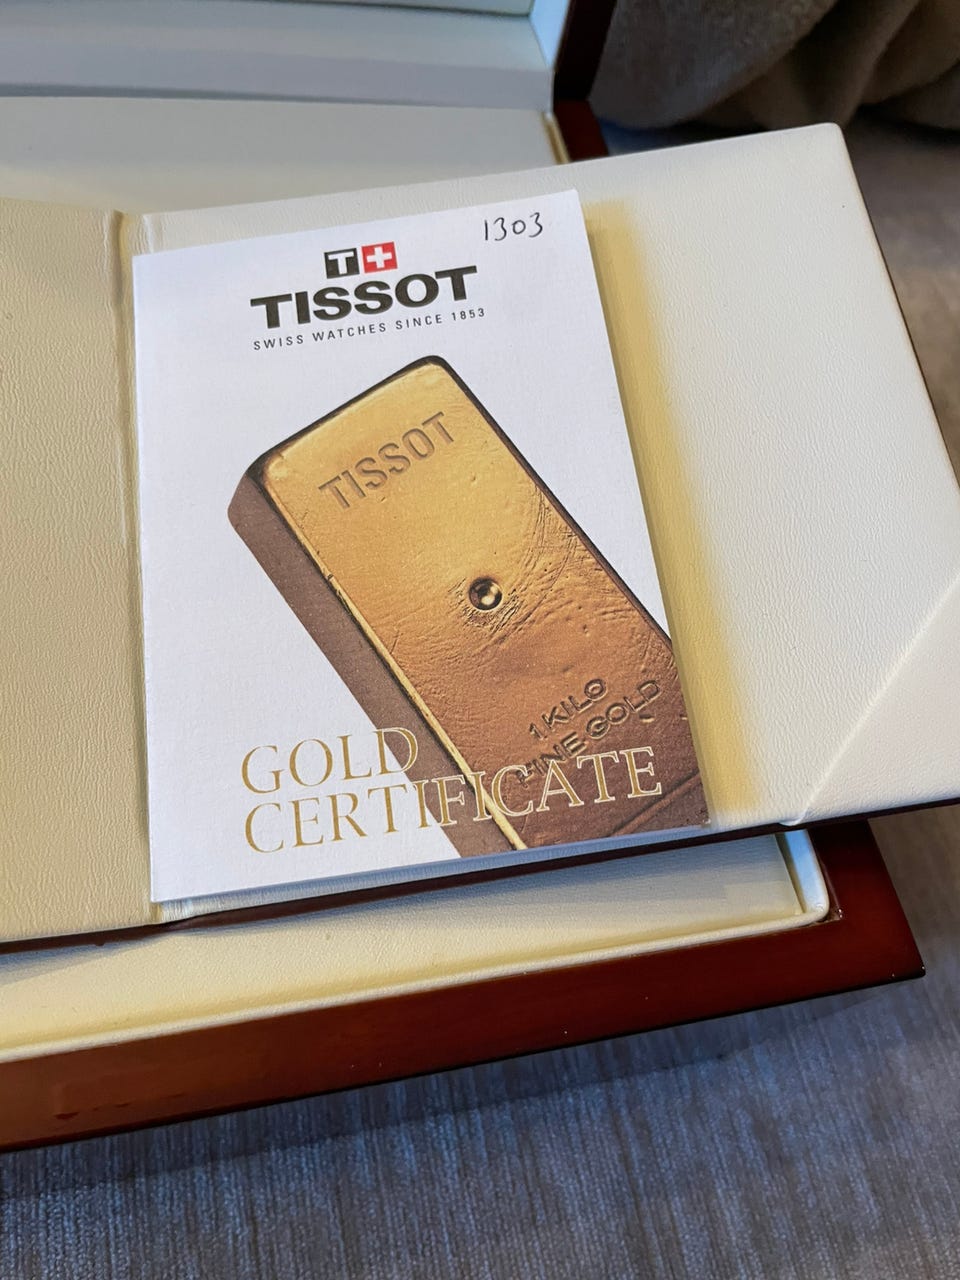 1303
T+
TISSOT
SWISS WATCHES SINCE 1853
TISSOT
1 KILO
FINE GOLD
GOLD
CERTIFICATE